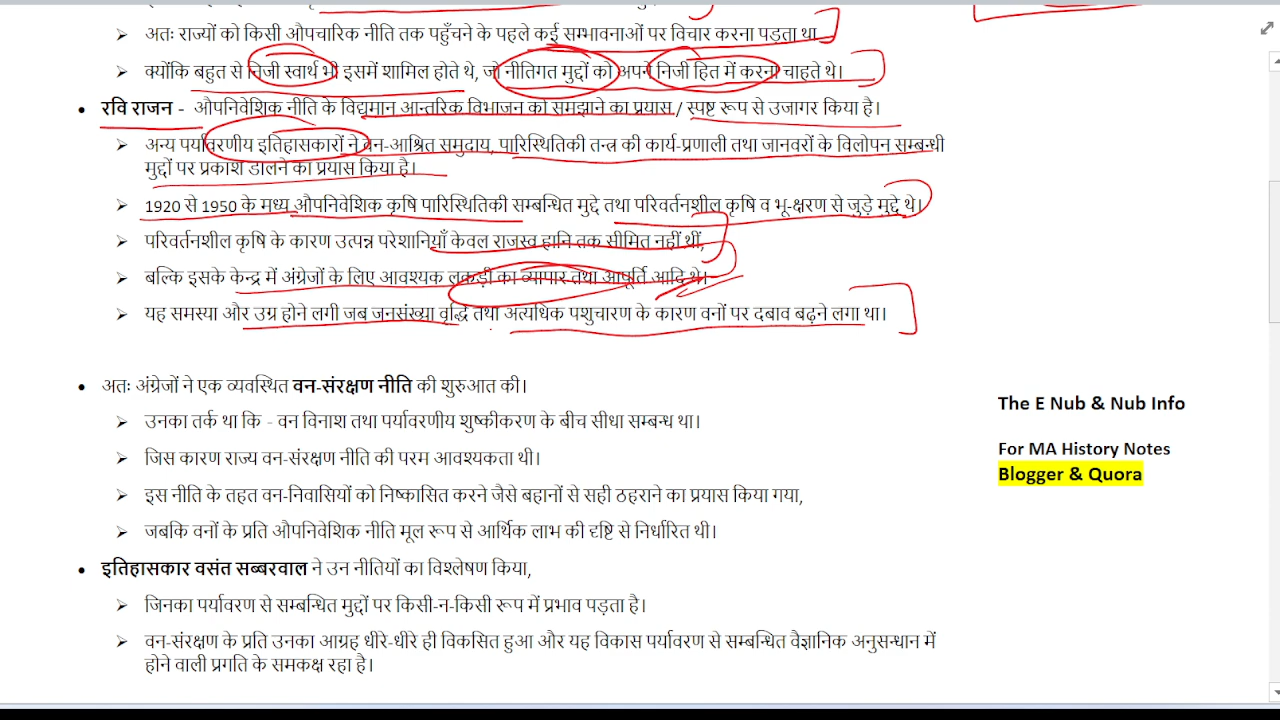 अतः राज्यों को किसी औपचारिक नीति तक पहुँचने के पहले कई सम्भावनाओं पर विचार करना पड़ता था
क्योंकि बहुत से निजी स्वार्थ भी इसमें शामिल होते थे, जो नीतिगत मुद्दों को अपने निजी हित में करना चाहते थे।
रवि राजन - औपनिवेशिक नीति के विद्यमान आन्तरिक विभाजन को समझाने का प्रयास / स्पष्ट रूप से उजागर किया है।
अन्य पर्यावरणीय इतिहासकारों ने वन-आश्रित समुदाय, पारिस्थितिकी तन्त्र की कार्य-प्रणाली तथा जानवरों के विलोपन सम्बन्धी
मुद्दों पर प्रकाश डालने का प्रयास किया है।
1920 से 1950 के मध्य औपनिवेशिक कृषि पारिस्थितिकी सम्बन्धित मुद्दे तथा परिवर्तनशील कृषि व भू-क्षरण से जुड़े मुद्दे थे।
परिवर्तनशील कृषि के कारण उत्पन्न परेशानियाँ केवल राजस्व हानि तक सीमित नहीं थीं,
बल्कि इसके केन्द्र में अंग्रेजों के लिए आवश्यक लकड़ी का व्यापार तथा आपूर्ति आदि थे।
यह समस्या और उग्र होने लगी जब जनसंख्या वृद्धि तथा अत्यधिक पशुचारण के कारण वनों पर दबाव बढ़ने लगा था।
अतः अंग्रेजों ने एक व्यवस्थित वन-संरक्षण नीति की शुरुआत की।
The E Nub & Nub Info
उनका तर्क था कि - वन विनाश तथा पर्यावरणीय शुष्कीकरण के बीच सीधा सम्बन्ध था।
For MA History Notes
जिस कारण राज्य वन-संरक्षण नीति की परम आवश्यकता थी।
Blogger & Quora
इस नीति के तहत वन-निवासियों को निष्कासित करने जैसे बहानों से सही ठहराने का प्रयास किया गया,
जबकि वनों के प्रति औपनिवेशिक नीति मूल रूप से आर्थिक लाभ की दृष्टि से निर्धारित थी।
इतिहासकार वसंत सब्बरवाल ने उन नीतियों का विश्लेषण किया,
जिनका पर्यावरण से सम्बन्धित मुद्दों पर किसी-न-किसी रूप में प्रभाव पड़ता है।
वन-संरक्षण के प्रति उनका आग्रह धीरे-धीरे ही विकसित हुआ और यह विकास पर्यावरण से सम्बन्धित वैज्ञानिक अनुसन्धान में
होने वाली प्रगति के समकक्ष रहा है।